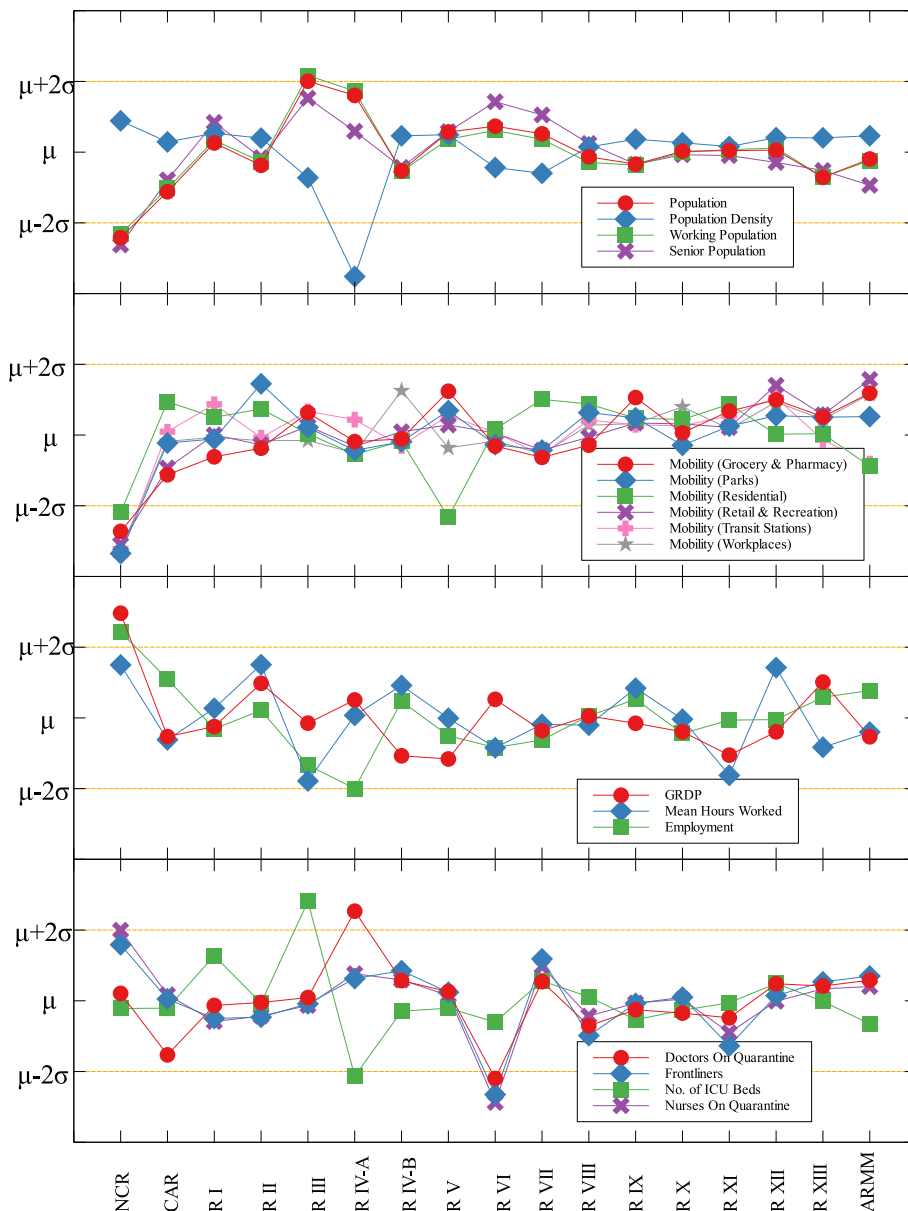 μ+2σ
μ
μ-2σ
Population
Population Density
Working Population
Senior Population
μ+2σ
μ
μ-2σ
Mobility (Grocery & Pharmacy)
Mobility (Parks)
Mobility (Residential)
Mobility (Retail & Recreation)
Mobility (Transit Stations)
Mobility (Workplaces)
μ+2σ
μ
μ-2σ
GRDP
Mean Hours Worked
Employment
μ+2σ
μ
μ-2σ
Doctors On Quarantine
Frontliners
No. of ICU Beds
Nurses On Quarantine
NCR
CAR
R I
R II
R III
R IV-A
R IV-B
R V
R VI
R VII
R VIII
R IX
R X
R XI
R XII
R XIII
ARMM